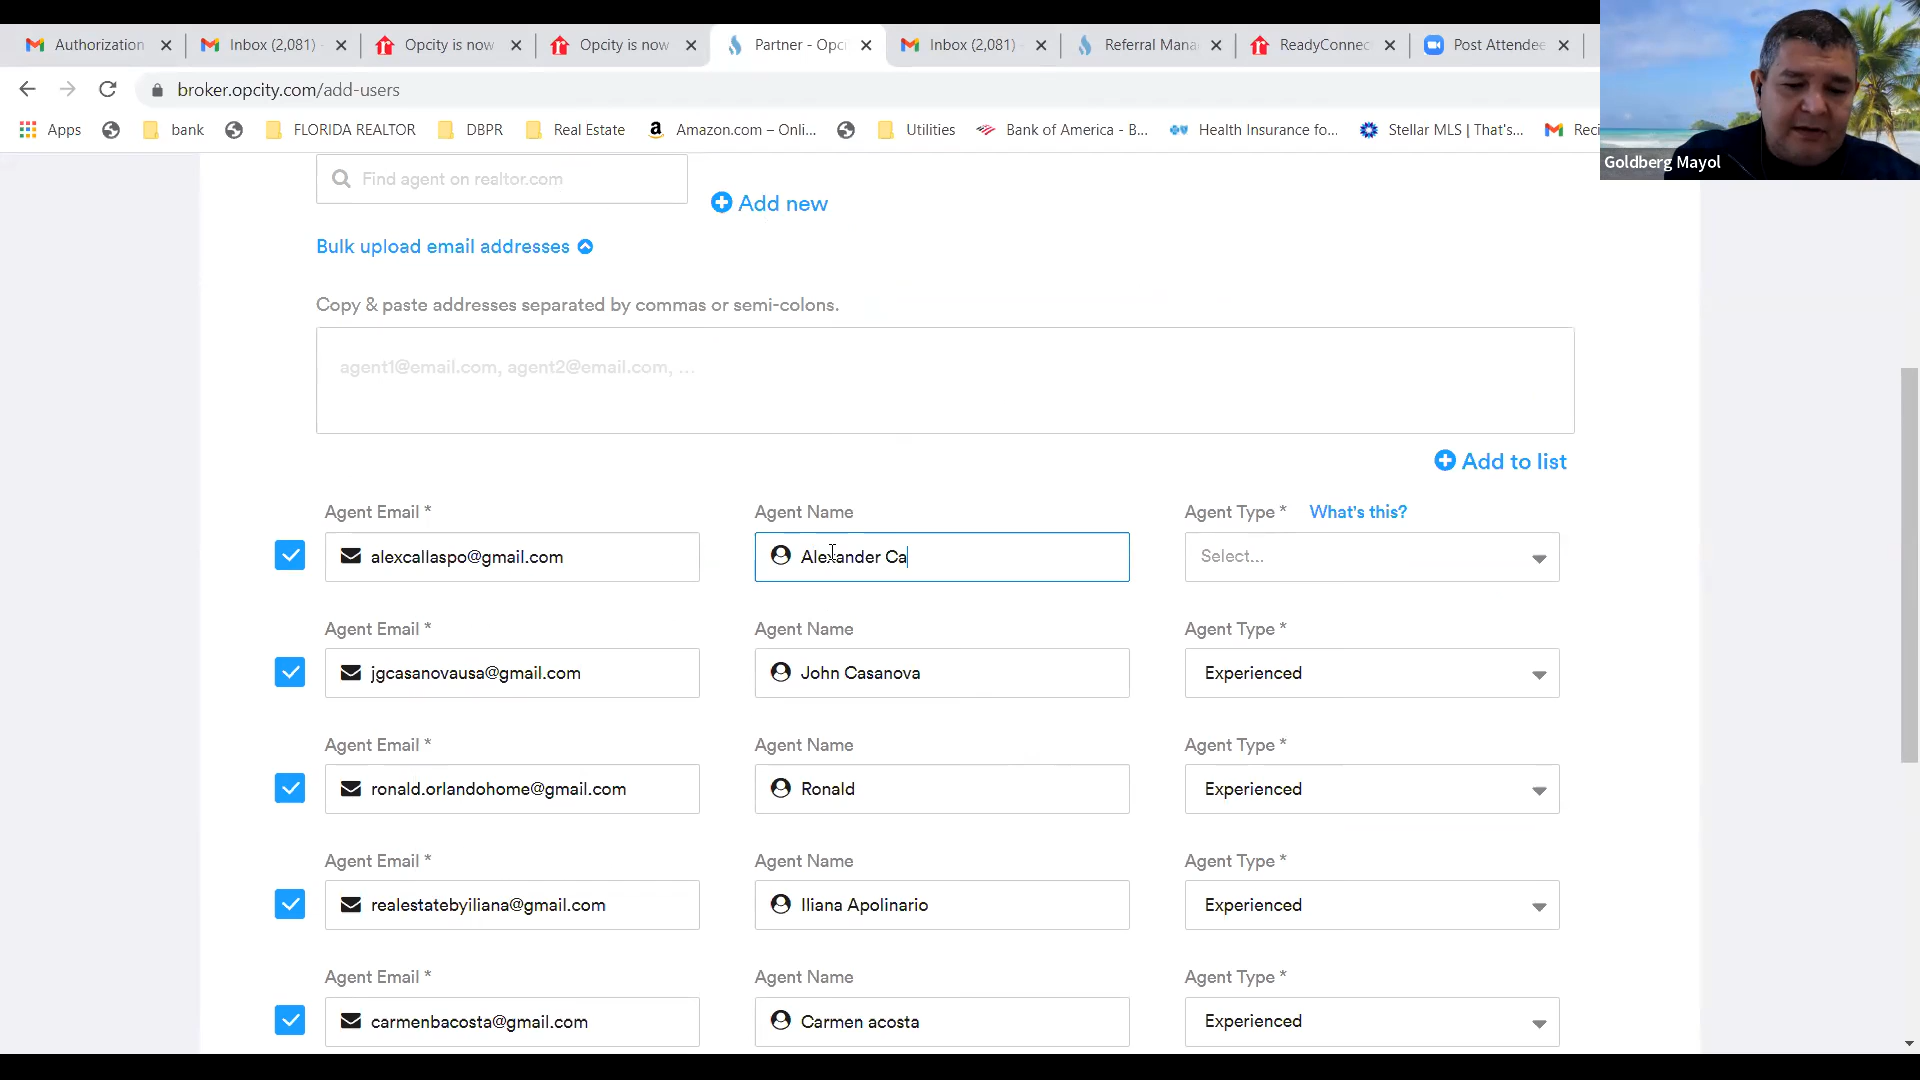 Authorization
Inbox (2,081)
Opcity is now
Opcity is now
Partner - Opc
Inbox (2,081)
Referral Mana
ReadyConnec
Post Attendee
broker.opcity.com/add-users
Apps
bank
FLORIDA REALTOR
DBPR
Real Estate
Amazon.com – Onli...
Utilities
Bank of America - B...
Health Insurance fo...
Stellar MLS | That's...
Reci
Goldberg Mayol
Find agent on realtor.com
Add new
Bulk upload email addresses
Copy & paste addresses separated by commas or semi-colons.
agent1@email.com, agent2@email.com, ...
Add to list
Agent Email * Agent Name Agent Type * What's this?
alexcallaspo@gmail.com Alexander Ca Select...
Agent Email * Agent Name Agent Type *
jgcasanovausa@gmail.com John Casanova Experienced
Agent Email * Agent Name Agent Type *
ronald.orlandohome@gmail.com Ronald Experienced
Agent Email * Agent Name Agent Type *
realestatebyiliana@gmail.com Iliana Apolinario Experienced
Agent Email * Agent Name Agent Type *
carmenbacosta@gmail.com Carmen acosta Experienced